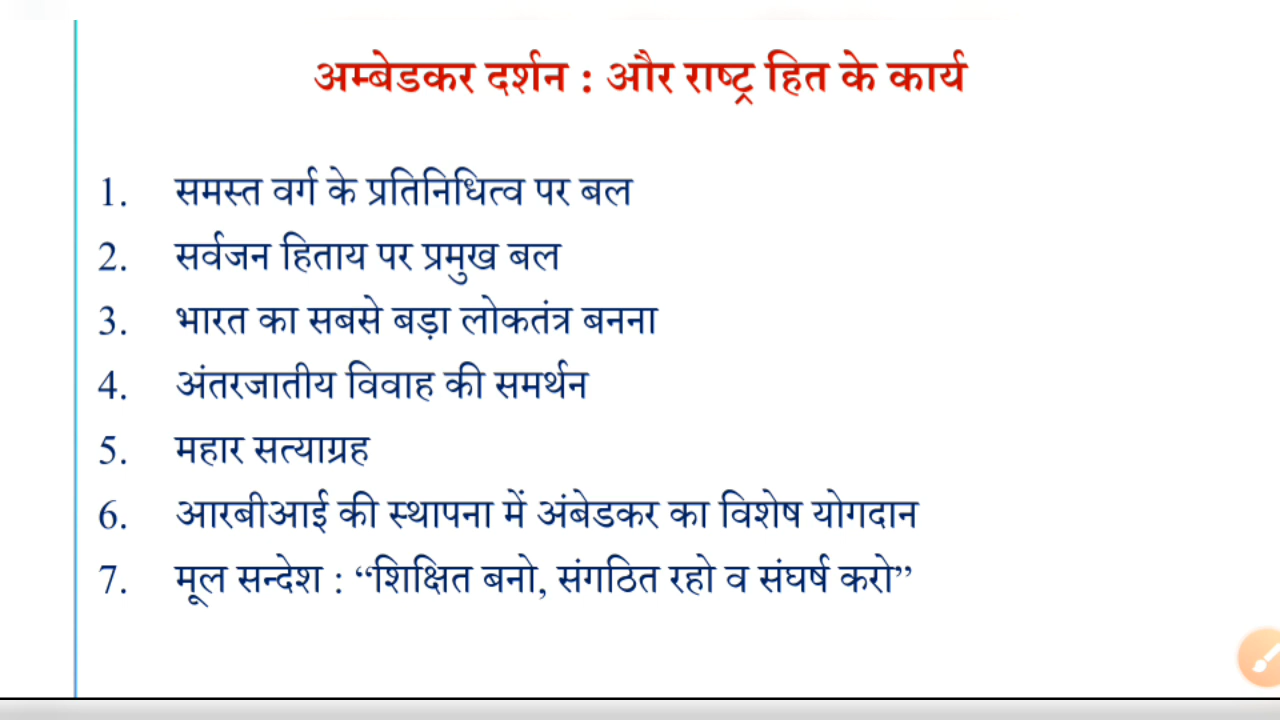 अम्बेडकर दर्शन : और राष्ट्र हित के कार्य
1. समस्त वर्ग के प्रतिनिधित्व पर बल
2. सर्वजन हिताय पर प्रमुख बल
3. भारत का सबसे बड़ा लोकतंत्र बनना
4. अंतरजातीय विवाह की समर्थन
5. महार सत्याग्रह
6. आरबीआई की स्थापना में अंबेडकर का विशेष योगदान
7. मूल सन्देश : “शिक्षित बनो, संगठित रहो व संघर्ष करो”